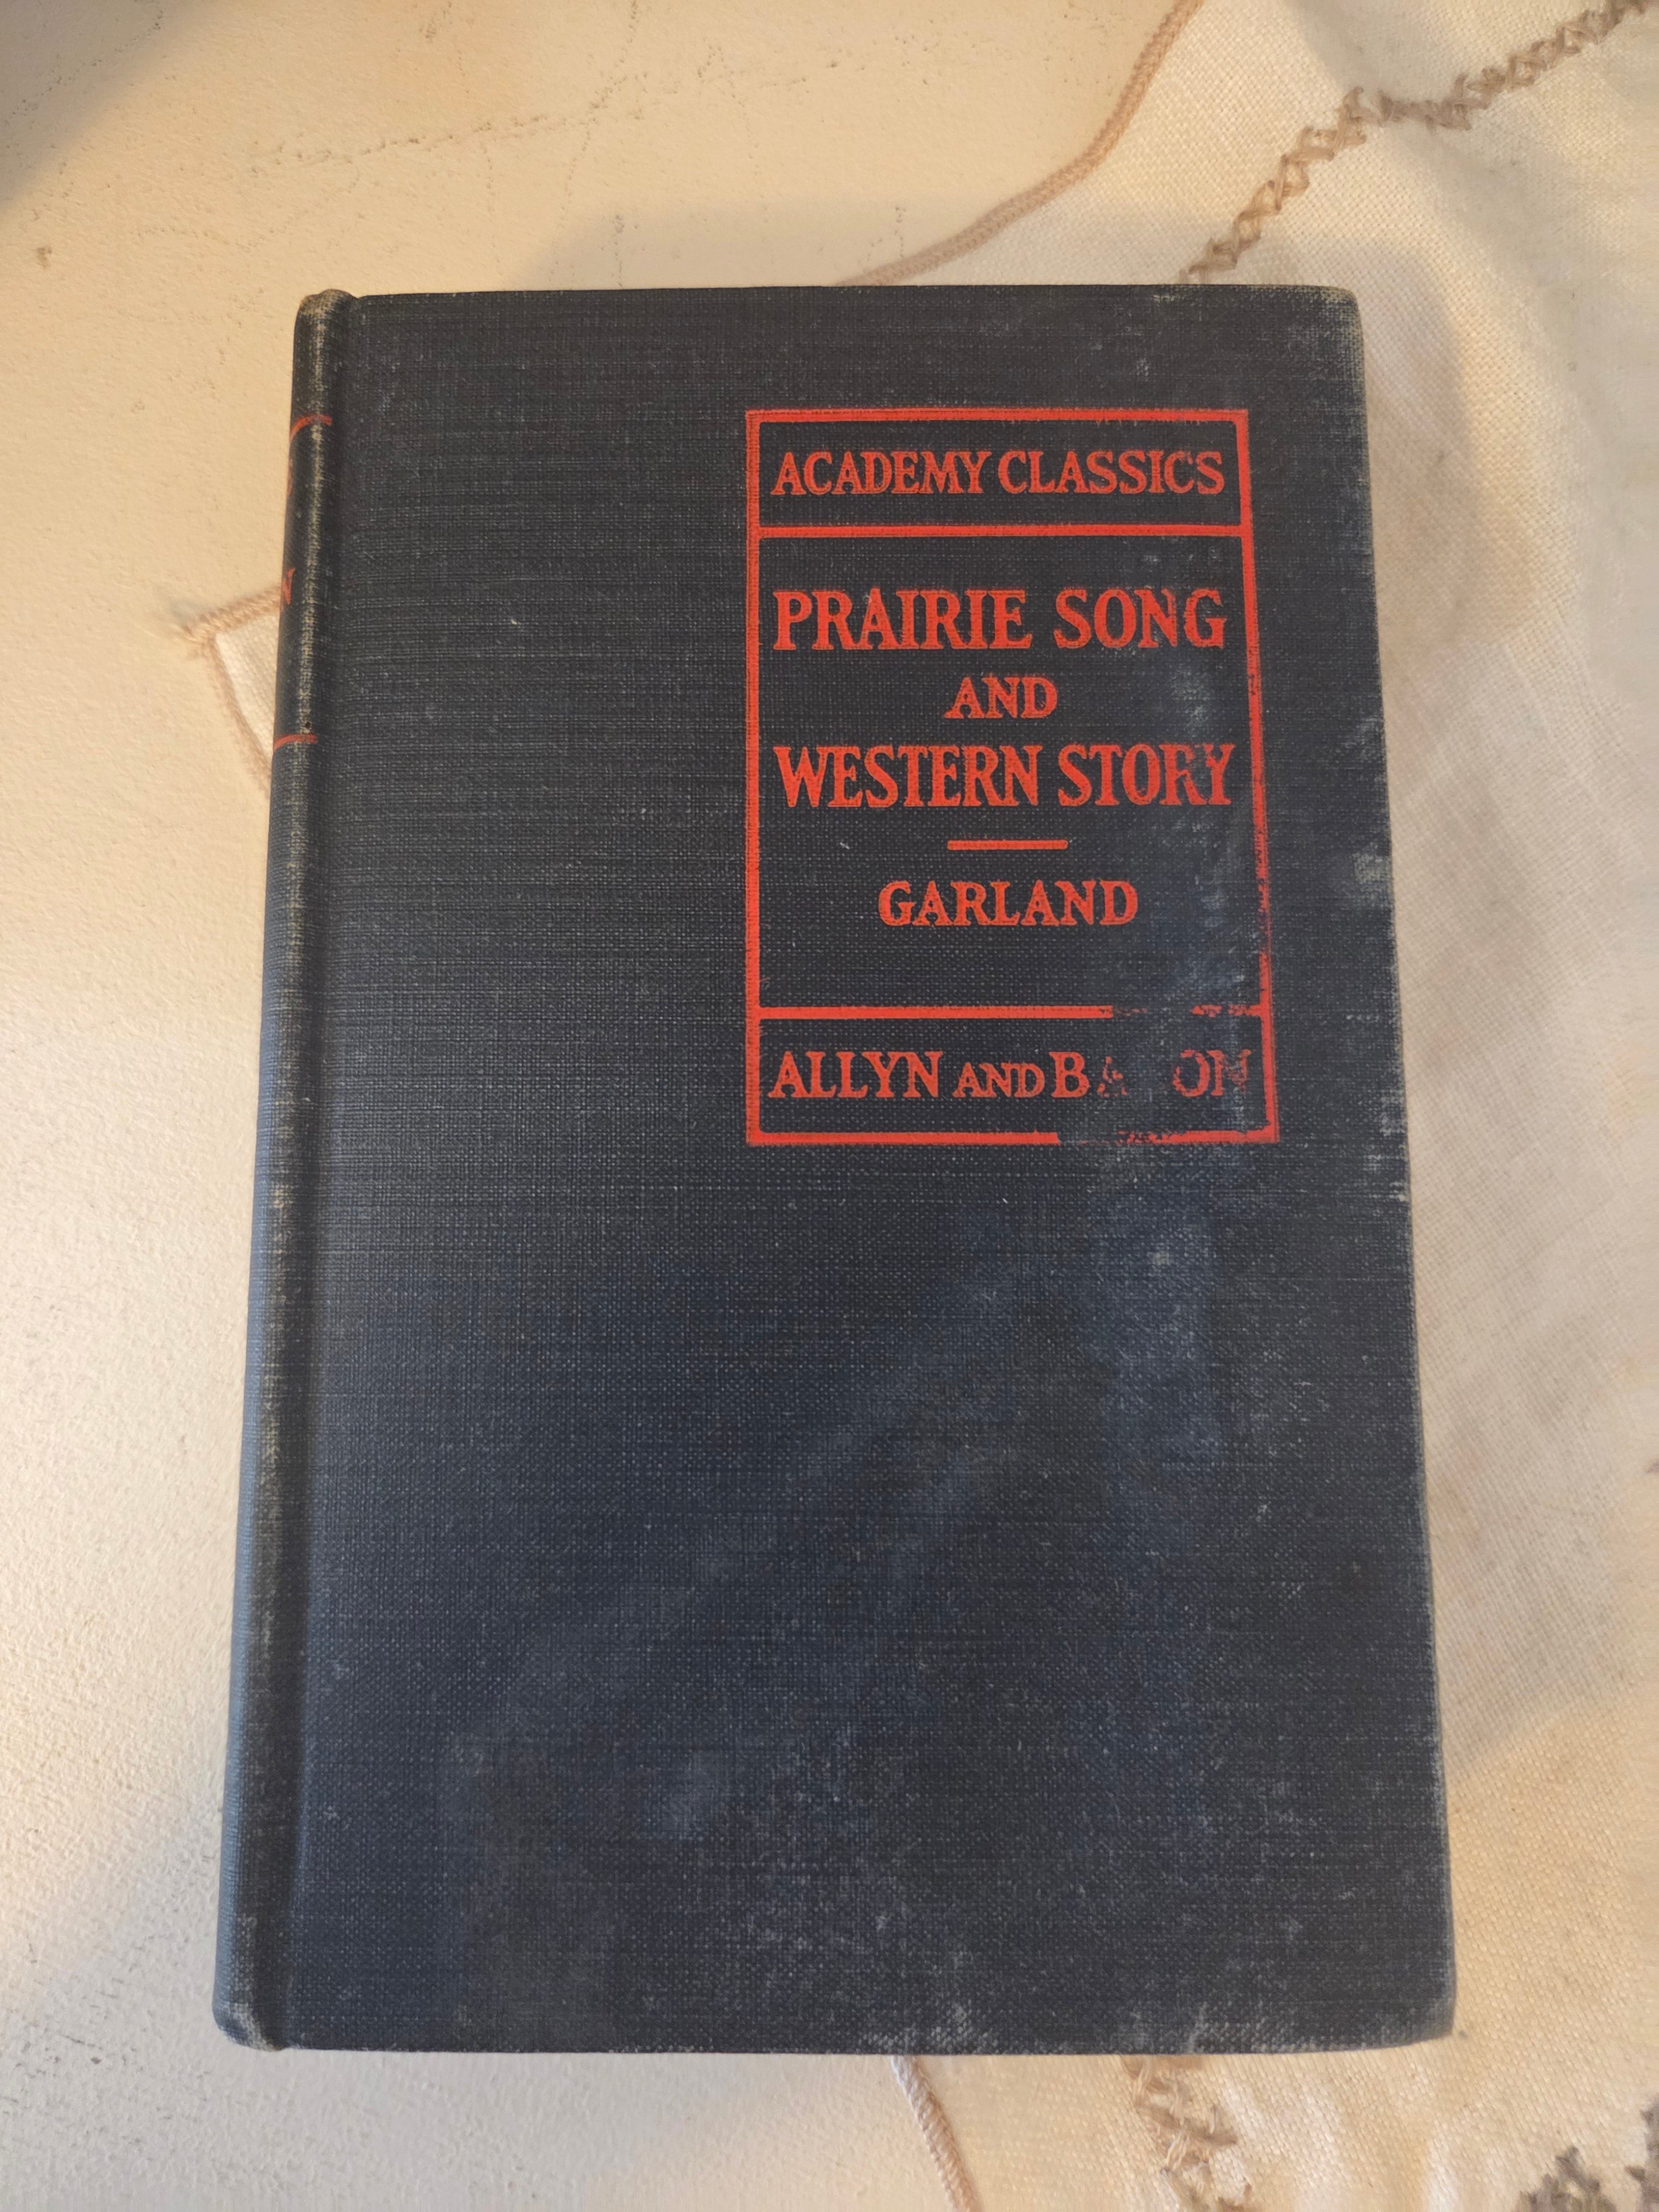 ACADEMY CLASSICS
PRAIRIE SONG
AND
WESTERN STORY
GARLAND
ALLYN AND